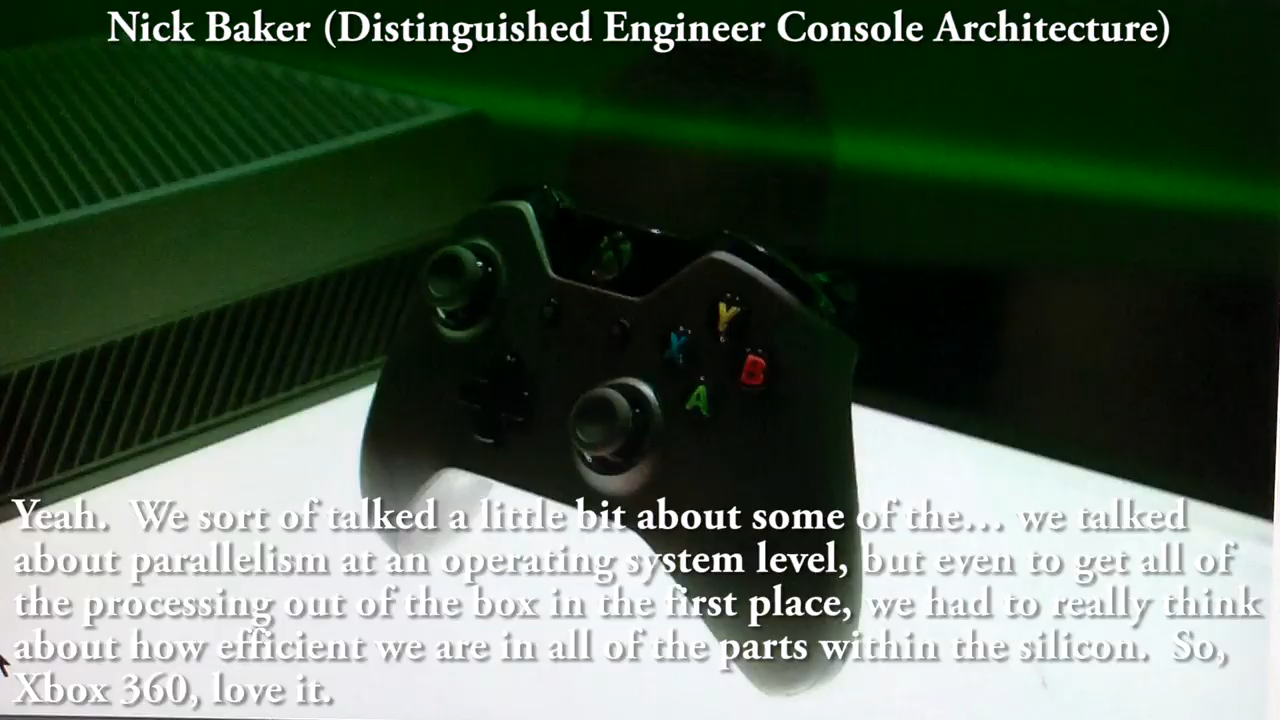 Nick Baker (Distinguished Engineer Console Architecture)
Y
X
B
A
Yeah.  We sort of talked a little bit about some of the... we talked
about parallelism at an operating system level, but even to get all of
the processing out of the box in the first place, we had to really think
about how efficient we are in all of the parts within the silicon.  So,
Xbox 360, love it.